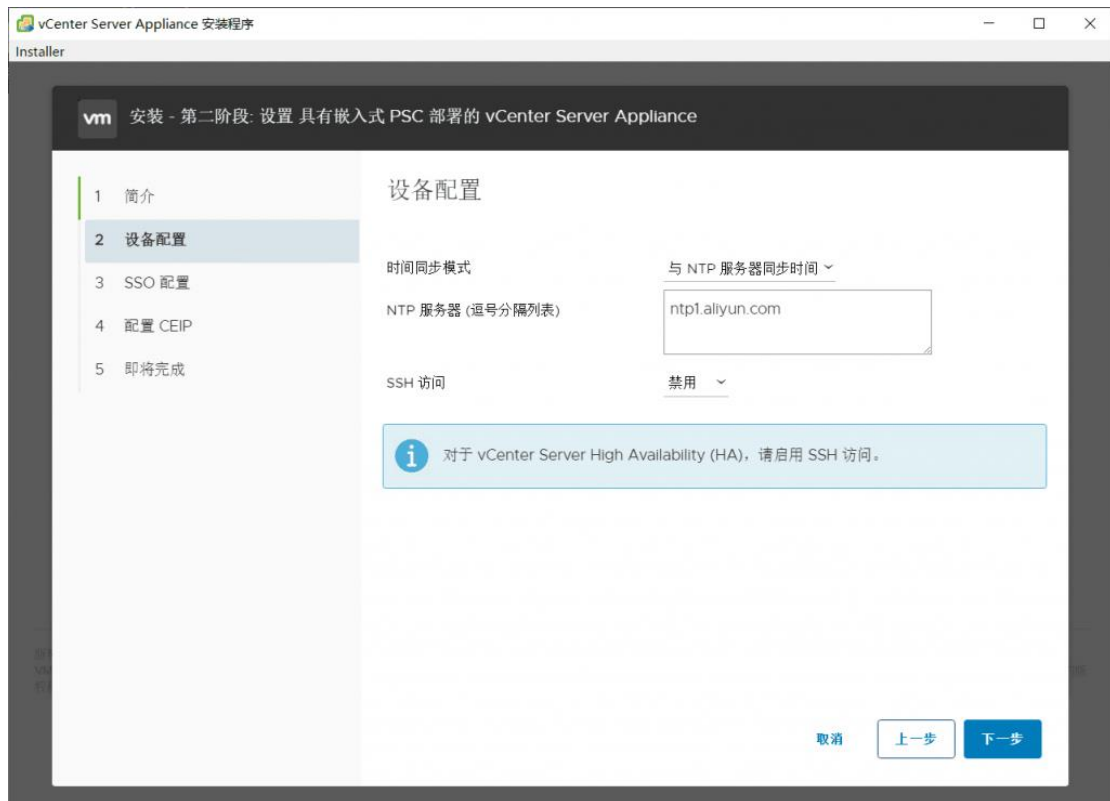 vCenter Server Appliance 安装程序
Installer
vm 安装 - 第二阶段: 设置 具有嵌入式 PSC 部署的 vCenter Server Appliance
1 简介
2 设备配置
3 SSO 配置
4 配置 CEIP
5 即将完成
设备配置
时间同步模式 与 NTP 服务器同步时间
NTP 服务器 (逗号分隔列表) ntp1.aliyun.com
SSH 访问 禁用
对于 vCenter Server High Availability (HA)，请启用 SSH 访问。
取消 上一步 下一步